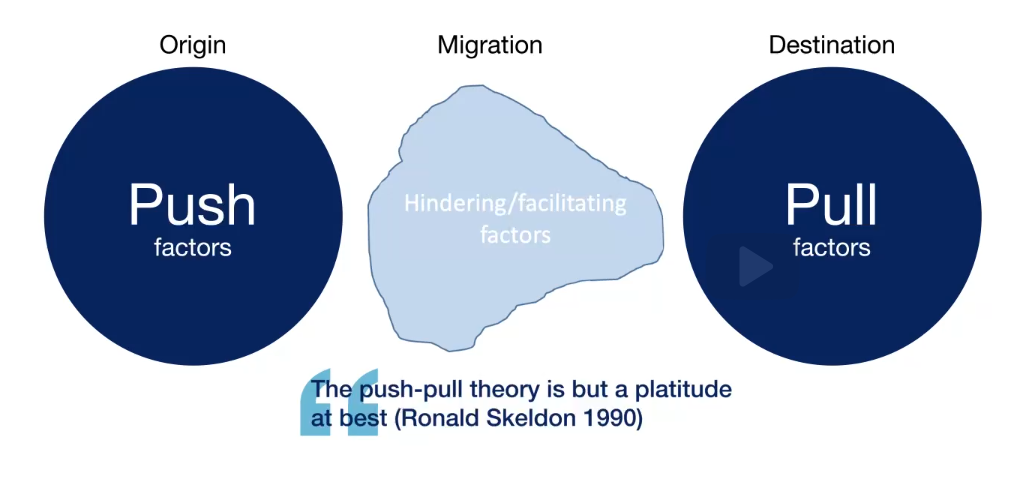 Origin
Migration
Destination
Push
factors
Hindering/facilitating
factors
Pull
factors
The push-pull theory is but a platitude
at best (Ronald Skeldon 1990)